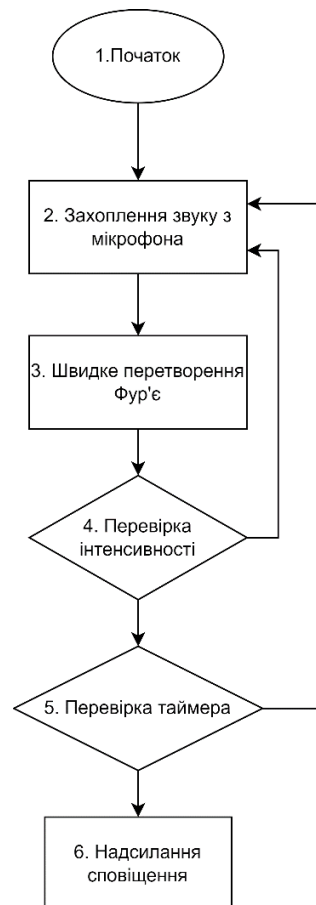 1.Початок
2. Захоплення звуку з
мікрофона
3. Швидке перетворення
Фур'є
4. Перевірка
інтенсивності
5. Перевірка таймера
6. Надсилання
сповіщення